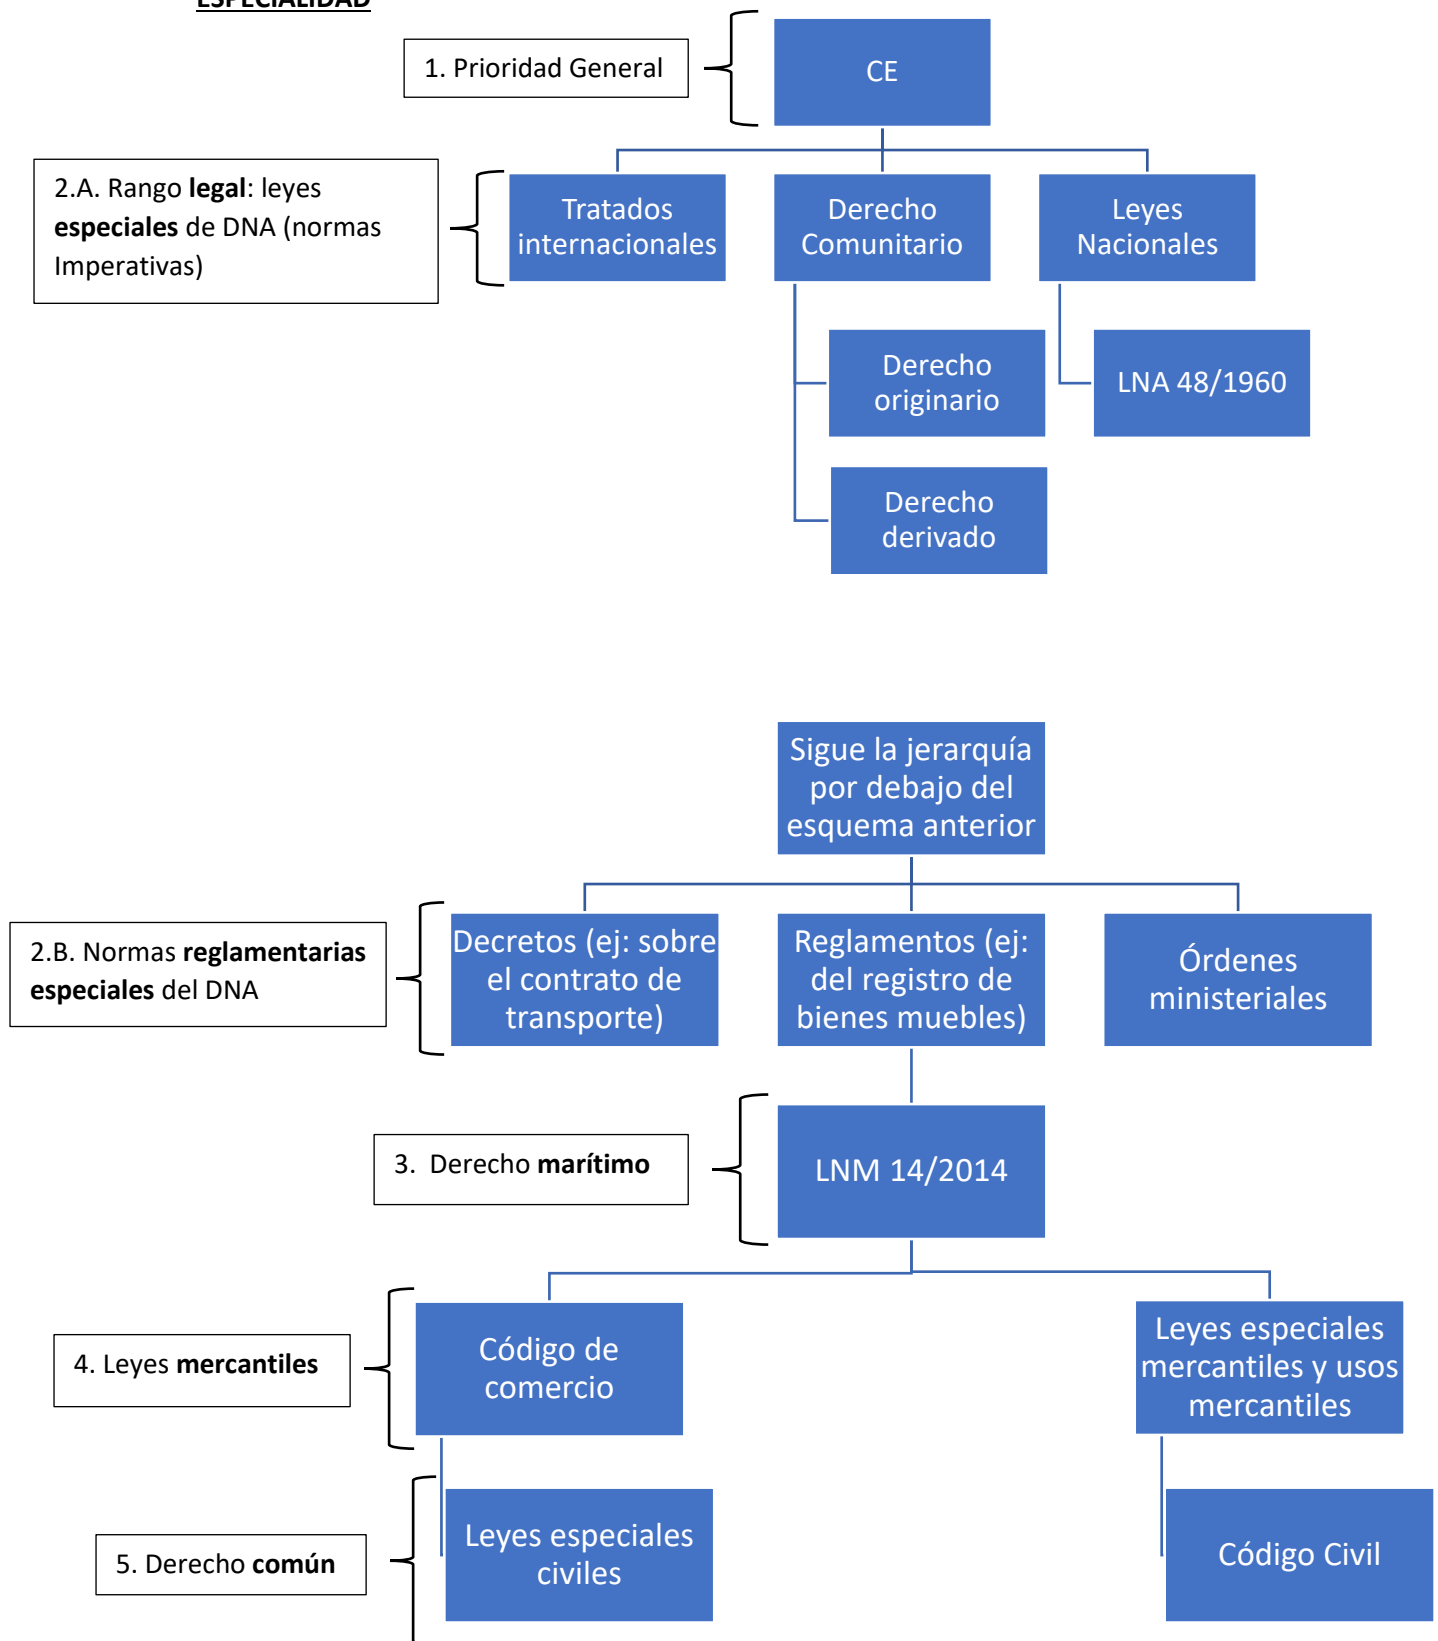 ESPECIALIDAD
1. Prioridad General
CE
2.A. Rango legal: leyes
especiales de DNA (normas
Imperativas)
Tratados
internacionales
Derecho
Comunitario
Leyes
Nacionales
Derecho
originario
LNA 48/1960
Derecho
derivado
Sigue la jerarquía
por debajo del
esquema anterior
2.B. Normas reglamentarias
especiales del DNA
Decretos (ej: sobre
el contrato de
transporte)
Reglamentos (ej:
del registro de
bienes muebles)
Órdenes
ministeriales
3. Derecho marítimo
LNM 14/2014
4. Leyes mercantiles
Código de
comercio
Leyes especiales
mercantiles y usos
mercantiles
5. Derecho común
Leyes especiales
civiles
Código Civil